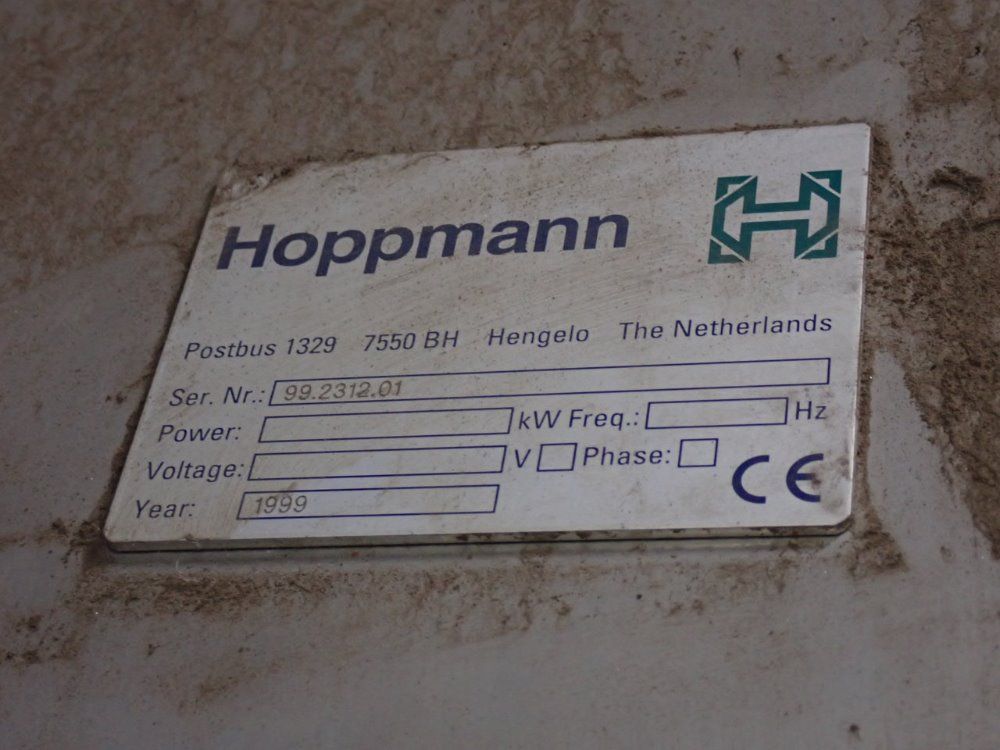 Hoppmann
Postbus 1329 7550 BH Hengelo The Netherlands
Ser. Nr.: 99.2312.01
Power: kW Freq.: Hz
Voltage: V Phase:
Year: 1999
CE